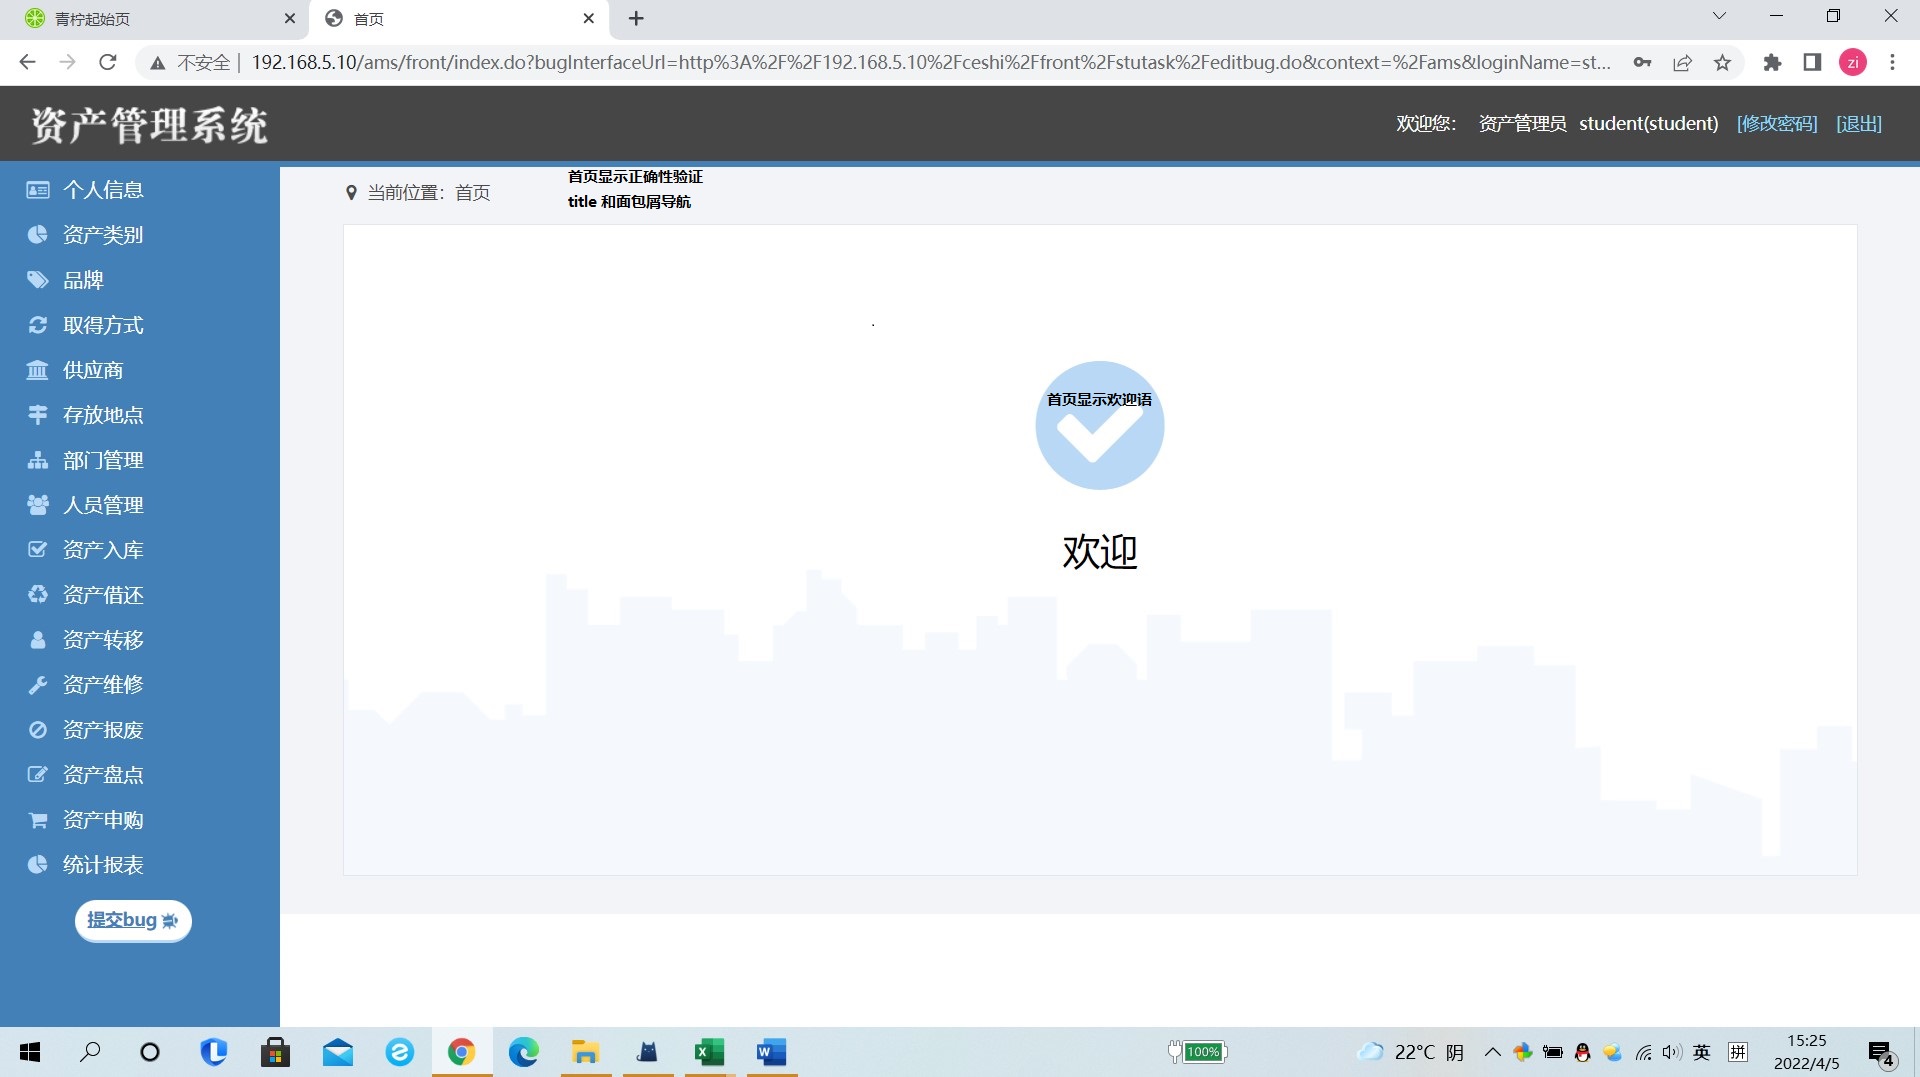 青柠起始页
首页
不安全 192.168.5.10/ams/front/index.do?bugInterfaceUrl=http%3A%2F%2F192.168.5.10%2Fceshi%2Ffront%2Fstutask%2Feditbug.do&context=%2Fams&loginName=st...
zi
资产管理系统
欢迎您： 资产管理员 student(student) [修改密码] [退出]
个人信息
资产类别
品牌
取得方式
供应商
存放地点
部门管理
人员管理
资产入库
资产借还
资产转移
资产维修
资产报废
资产盘点
资产申购
统计报表
提交bug
当前位置：首页
首页显示正确性验证
title 和面包屑导航
首页显示欢迎语
欢迎
100%
22°C 阴
英
拼
15:25
2022/4/5
4